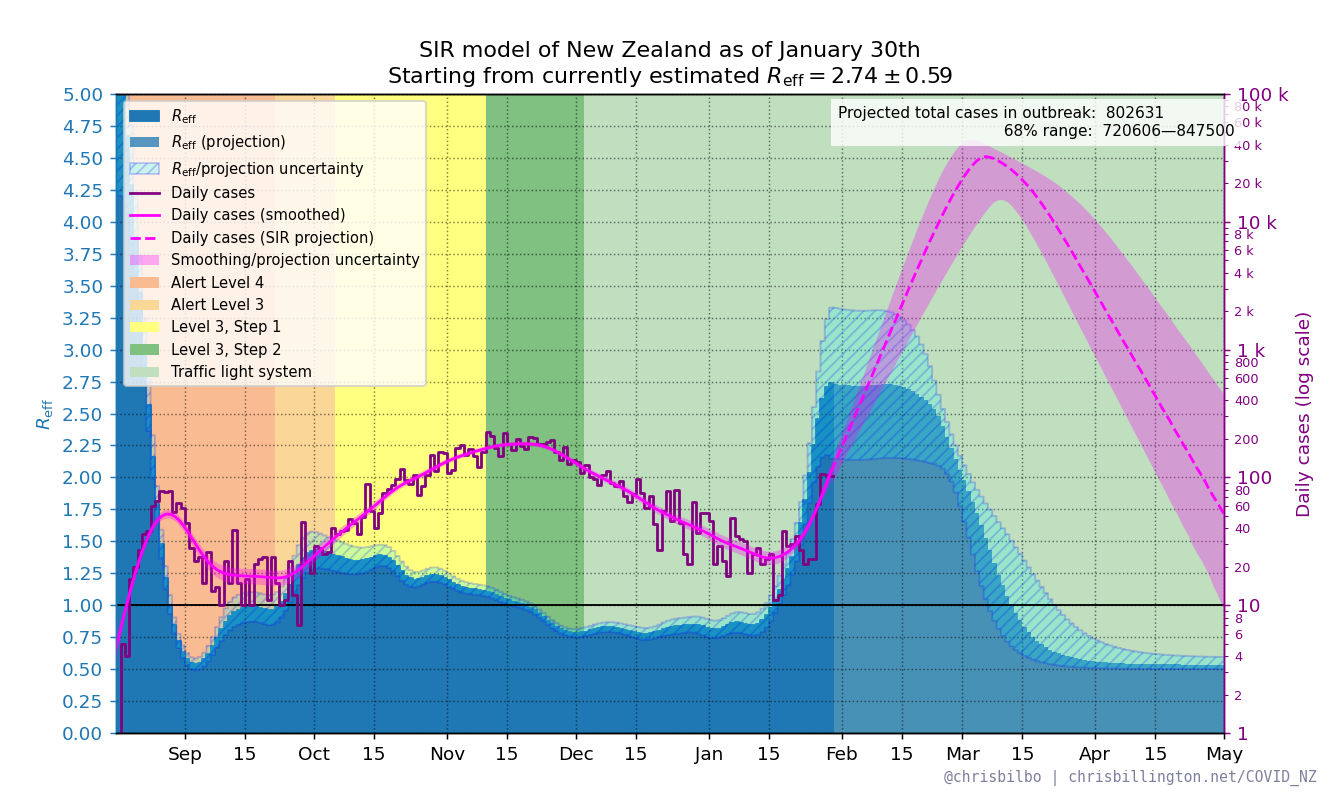 SIR model of New Zealand as of January 30th
Starting from currently estimated Reff = 2.74 ± 0.59
Projected total cases in outbreak: 802631
68% range: 720606—847500
Reff
Reff (projection)
Reff/projection uncertainty
Daily cases
Daily cases (smoothed)
Daily cases (SIR projection)
Smoothing/projection uncertainty
Alert Level 4
Alert Level 3
Level 3, Step 1
Level 3, Step 2
Traffic light system
Reff
5.00
4.75
4.50
4.25
4.00
3.75
3.50
3.25
3.00
2.75
2.50
2.25
2.00
1.75
1.50
1.25
1.00
0.75
0.50
0.25
0.00
100 k
80 k
60 k
40 k
20 k
10 k
8 k
6 k
4 k
2 k
1 k
800
600
400
200
100
80
60
40
20
10
8
6
4
2
1
Daily cases (log scale)
Sep 15 Oct 15 Nov 15 Dec 15 Jan 15 Feb 15 Mar 15 Apr 15 May
@chrisbilbo | chrisbillington.net/COVID_NZ